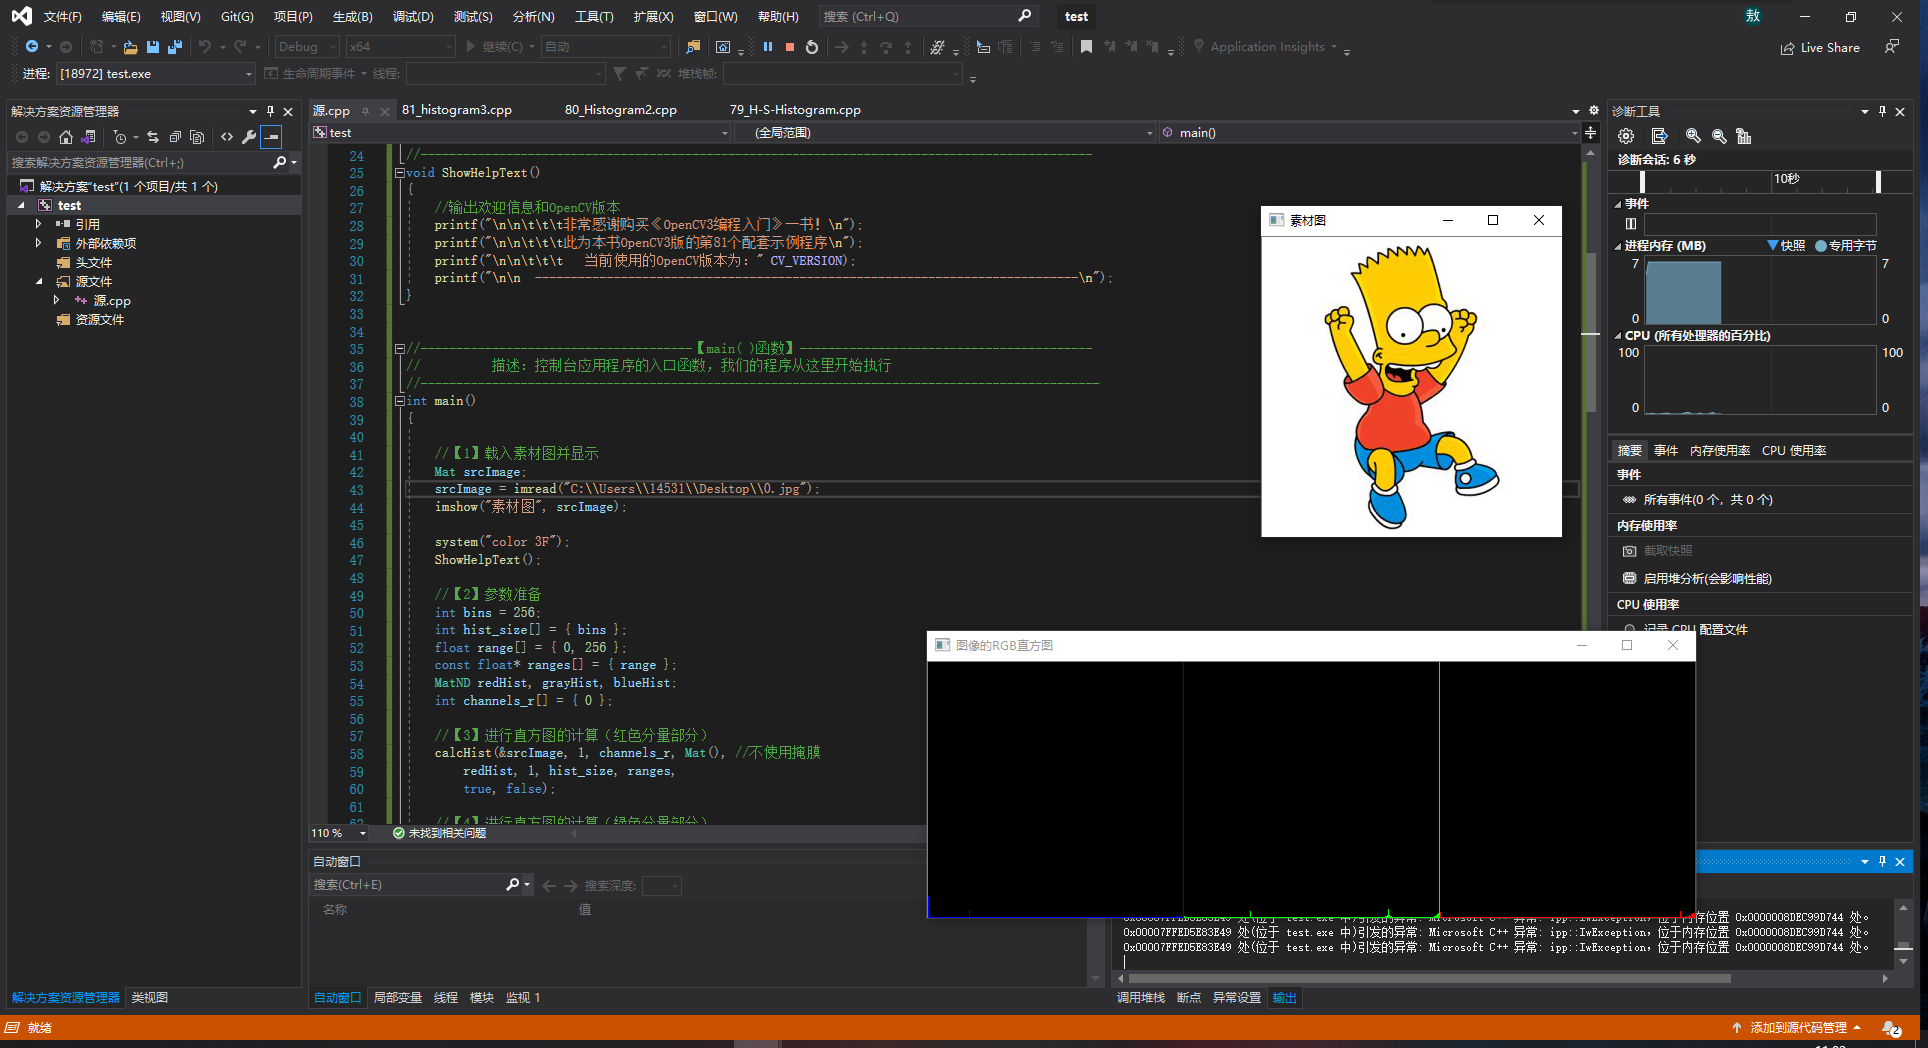 文件(F) 编辑(E) 视图(V) Git(G) 项目(P) 生成(B) 调试(D) 测试(S) 分析(N) 工具(T) 扩展(X) 窗口(W) 帮助(H) 搜索 (Ctrl+Q) test 敖
Debug x64 继续(C) 自动 Application Insights Live Share
进程: [18972] test.exe 生命周期事件 线程: 堆栈帧:
解决方案资源管理器
搜索解决方案资源管理器(Ctrl+;)
解决方案"test"(1 个项目/共 1 个)
test
引用
外部依赖项
头文件
源文件
源.cpp
资源文件
解决方案资源管理器 类视图
源.cpp 81_histogram3.cpp 80_Histogram2.cpp 79_H-S-Histogram.cpp
test (全局范围) main()
24 //----------------------------------------------------------------------------------------------
25 void ShowHelpText()
26 {
27 //输出欢迎信息和OpenCV版本
28 printf("\n\n\t\t\t非常感谢购买《OpenCV3编程入门》一书! \n");
29 printf("\n\n\t\t\t此为本书OpenCV3版的第81个配套示例程序\n");
30 printf("\n\n\t\t\t   当前使用的OpenCV版本为: " CV_VERSION);
31 printf("\n\n  ----------------------------------------------------------------------------\n");
32 }
33
34
35 //--------------------------------------【main( )函数】-----------------------------------------
36 // 描述: 控制台应用程序的入口函数, 我们的程序从这里开始执行
37 //-----------------------------------------------------------------------------------------------
38 int main()
39 {
40
41 //【1】载入素材图并显示
42 Mat srcImage;
43 srcImage = imread("C:\\Users\\14531\\Desktop\\0.jpg");
44 imshow("素材图", srcImage);
45
46 system("color 3F");
47 ShowHelpText();
48
49 //【2】参数准备
50 int bins = 256;
51 int hist_size[] = { bins };
52 float range[] = { 0, 256 };
53 const float* ranges[] = { range };
54 MatND redHist, grayHist, blueHist;
55 int channels_r[] = { 0 };
56
57 //【3】进行直方图的计算（红色分量部分）
58 calcHist(&srcImage, 1, channels_r, Mat(), //不使用掩膜
59 redHist, 1, hist_size, ranges,
60 true, false);
61
62 //【4】进行直方图的计算（绿色分量部分）
110 % 未找到相关问题
素材图
图像的RGB直方图
自动窗口
搜索(Ctrl+E) 搜索深度:
名称 值
自动窗口 局部变量 线程 模块 监视 1
诊断工具
诊断会话: 6 秒
10秒
事件
进程内存 (MB) 快照 专用字节
7 7
0 0
CPU (所有处理器的百分比)
100 100
0 0
摘要 事件 内存使用率 CPU 使用率
事件
所有事件(0 个，共 0 个)
内存使用率
截取快照
启用堆分析(会影响性能)
CPU 使用率
记录 CPU 配置文件
0x00007FFED5E83E49 处(位于 test.exe 中)引发的异常: Microsoft C++ 异常: ipp::IwException, 位于内存位置 0x0000008DEC99D744 处。
0x00007FFED5E83E49 处(位于 test.exe 中)引发的异常: Microsoft C++ 异常: ipp::IwException, 位于内存位置 0x0000008DEC99D744 处。
0x00007FFED5E83E49 处(位于 test.exe 中)引发的异常: Microsoft C++ 异常: ipp::IwException, 位于内存位置 0x0000008DEC99D744 处。
调用堆栈 断点 异常设置 输出
就绪 添加到源代码管理 2